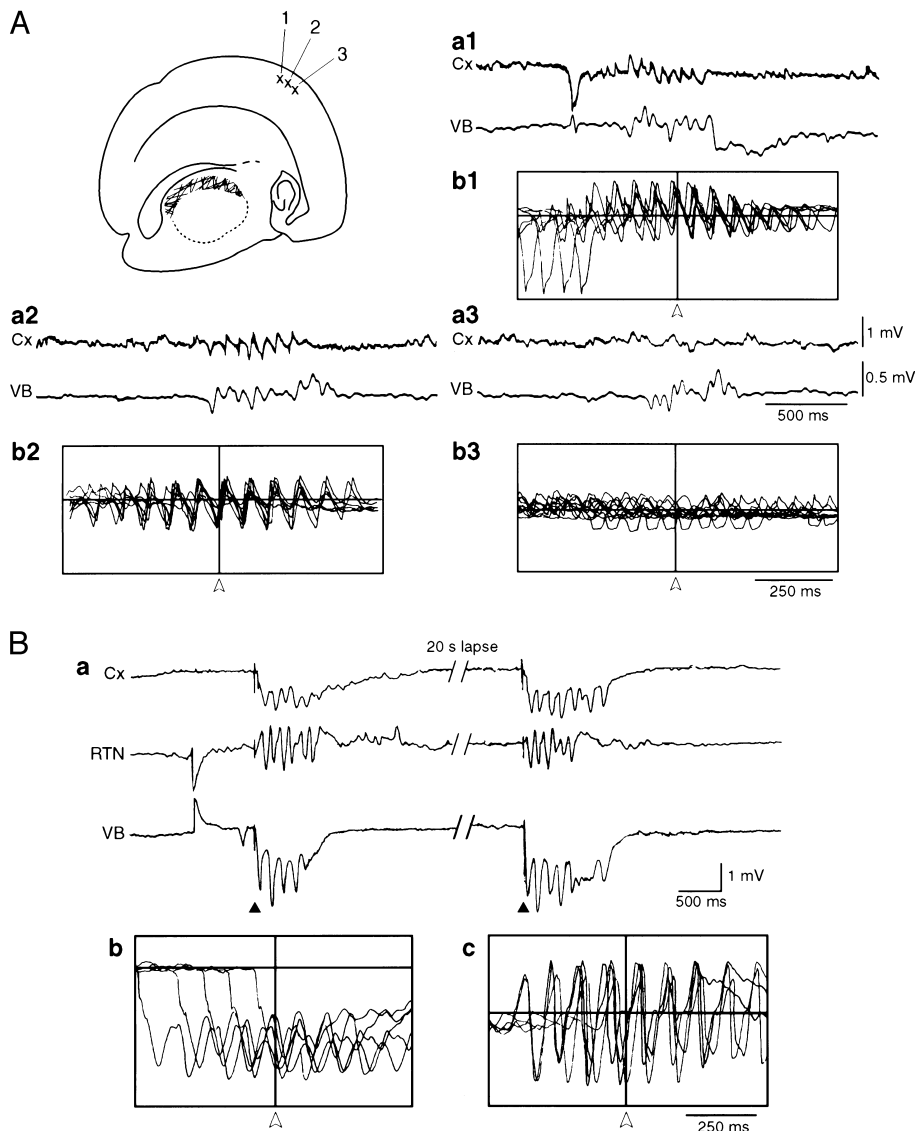 A
1
2
3
a1
Cx
VB
b1
a2
Cx
VB
a3
Cx
VB
1 mV
0.5 mV
500 ms
b2
b3
250 ms
B
a
Cx
20 s lapse
RTN
VB
1 mV
500 ms
b
c
250 ms